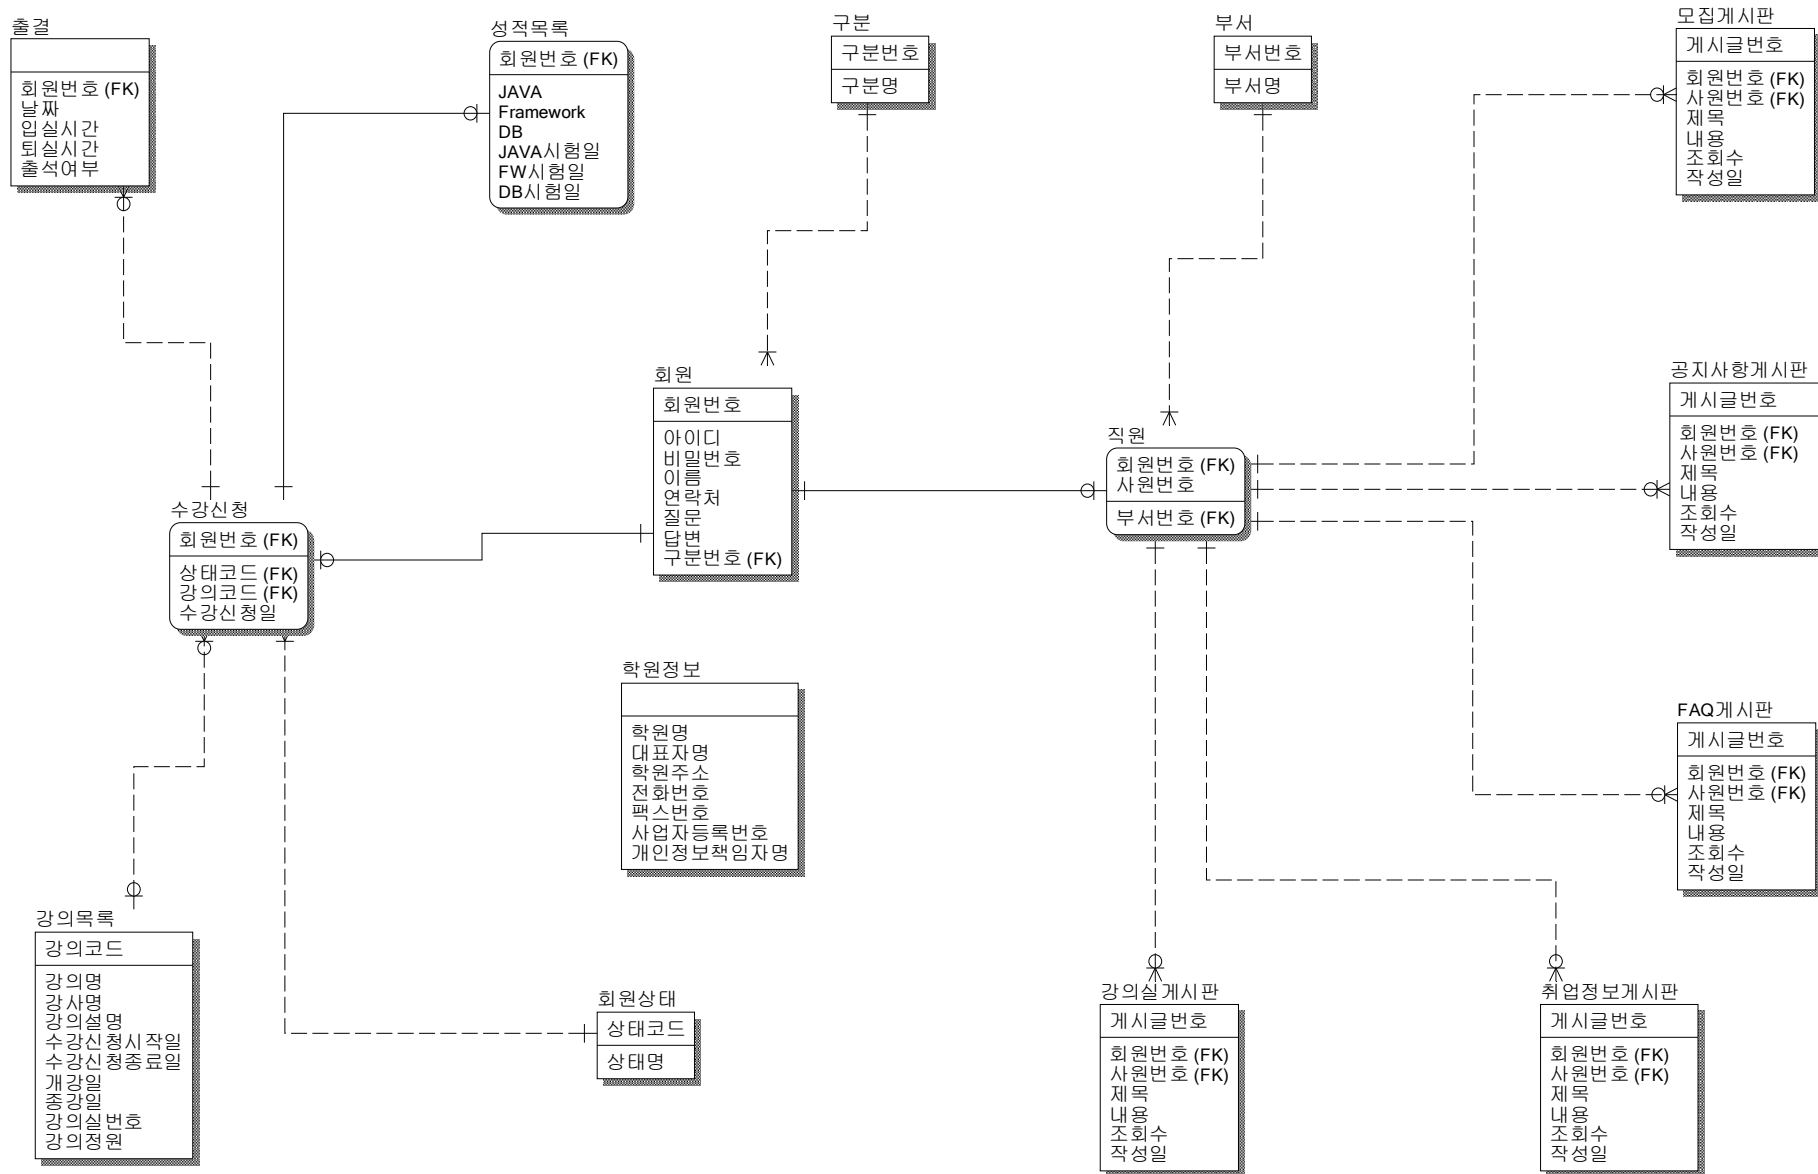 출결
회원번호 (FK)
날짜
입실시간
퇴실시간
출석여부
성적목록
회원번호 (FK)
JAVA
Framework
DB
JAVA시험일
FW시험일
DB시험일
구분
구분번호
구분명
부서
부서번호
부서명
모집게시판
게시글번호
회원번호 (FK)
사원번호 (FK)
제목
내용
조회수
작성일
회원
회원번호
아이디
비밀번호
이름
연락처
질문
답변
구분번호 (FK)
직원
회원번호 (FK)
사원번호
부서번호 (FK)
공지사항게시판
게시글번호
회원번호 (FK)
사원번호 (FK)
제목
내용
조회수
작성일
수강신청
회원번호 (FK)
상태코드 (FK)
강의코드 (FK)
수강신청일
학원정보
학원명
대표자명
학원주소
전화번호
팩스번호
사업자등록번호
개인정보책임자명
FAQ게시판
게시글번호
회원번호 (FK)
사원번호 (FK)
제목
내용
조회수
작성일
강의목록
강의코드
강의명
강사명
강의설명
수강신청시작일
수강신청종료일
개강일
종강일
강의실번호
강의정원
회원상태
상태코드
상태명
강의실게시판
게시글번호
회원번호 (FK)
사원번호 (FK)
제목
내용
조회수
작성일
취업정보게시판
게시글번호
회원번호 (FK)
사원번호 (FK)
제목
내용
조회수
작성일